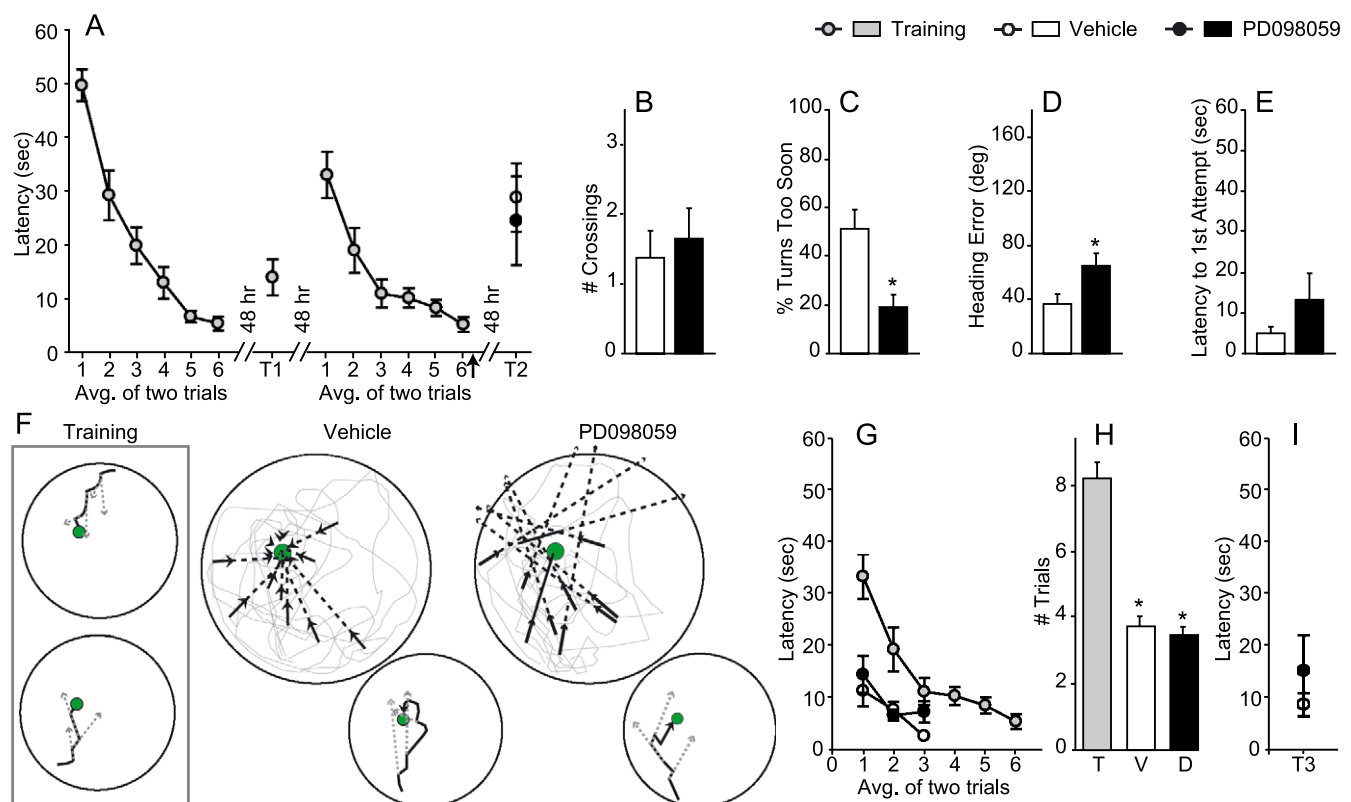 Training Vehicle PD098059
A
60
50
40
30
20
10
0
Latency (sec)
1 2 3 4 5 6
48 hr
T1
48 hr
1 2 3 4 5 6
48 hr
T2
Avg. of two trials
Avg. of two trials
B
# Crossings
3
2
1
0
C
% Turns Too Soon
100
80
60
40
20
0
*
D
Heading Error (deg)
160
120
80
40
0
*
E
Latency to 1st Attempt (sec)
60
50
40
30
20
10
0
F
Training
Vehicle
PD098059
G
Latency (sec)
60
50
40
30
20
10
0
0 1 2 3 4 5 6
Avg. of two trials
H
# Trials
8
6
4
2
0
* *
T V D
I
Latency (sec)
60
50
40
30
20
10
0
T3